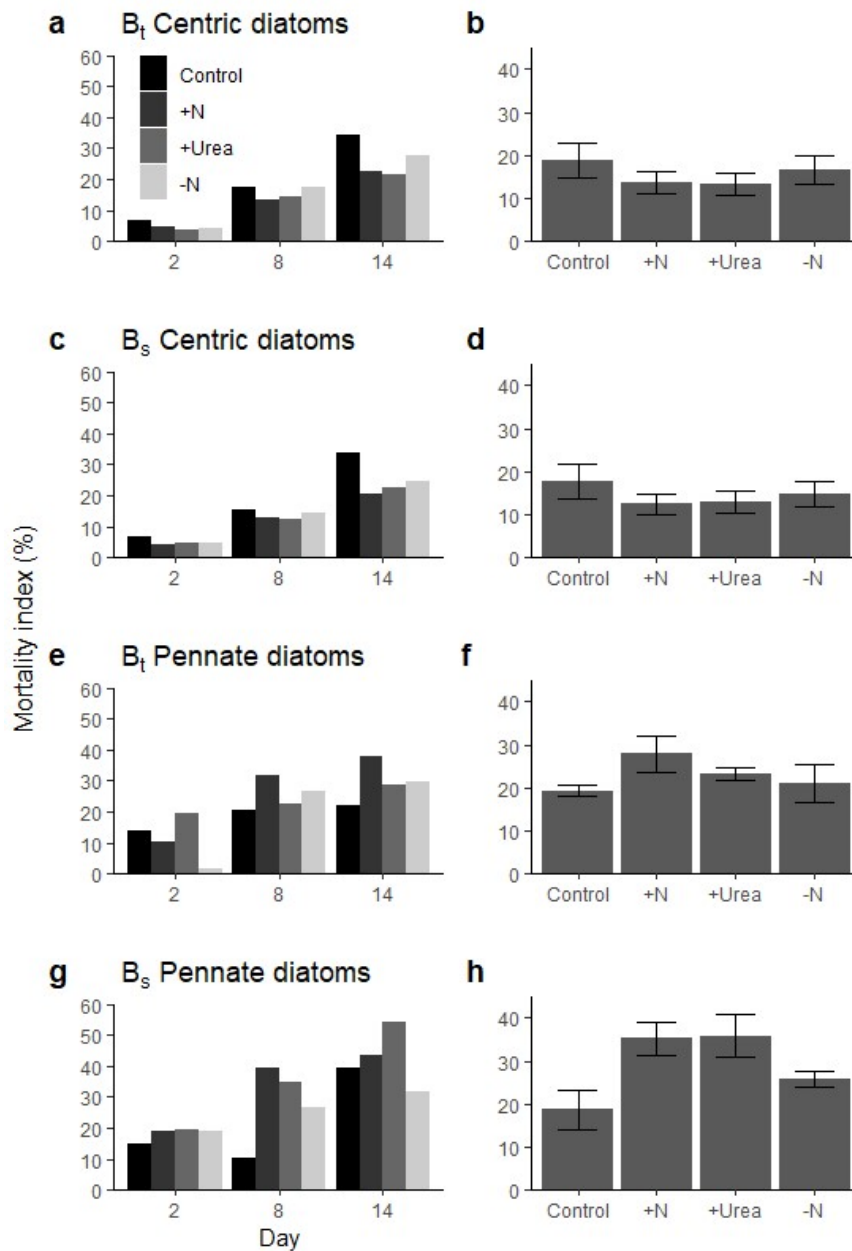 a B_t Centric diatoms
60
50
40
30
20
10
0
Control
+N
+Urea
-N
2 8 14
b
40
30
20
10
0
Control +N +Urea -N
c B_s Centric diatoms
60
50
40
30
20
10
0
2 8 14
d
40
30
20
10
0
Control +N +Urea -N
Mortality index (%)
e B_t Pennate diatoms
60
50
40
30
20
10
0
2 8 14
f
40
30
20
10
0
Control +N +Urea -N
g B_s Pennate diatoms
60
50
40
30
20
10
0
2 8 14
Day
h
40
30
20
10
0
Control +N +Urea -N